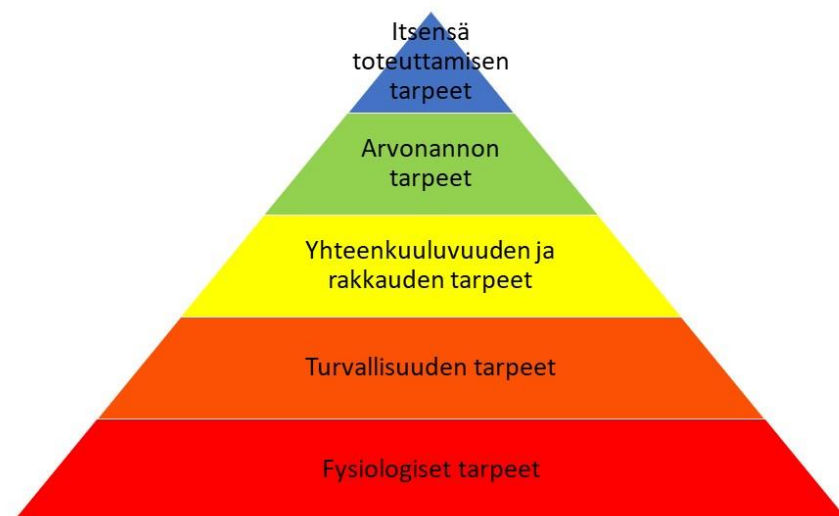 Itsensä
toteuttamisen
tarpeet
Arvonannon
tarpeet
Yhteenkuuluvuuden ja
rakkauden tarpeet
Turvallisuuden tarpeet
Fysiologiset tarpeet